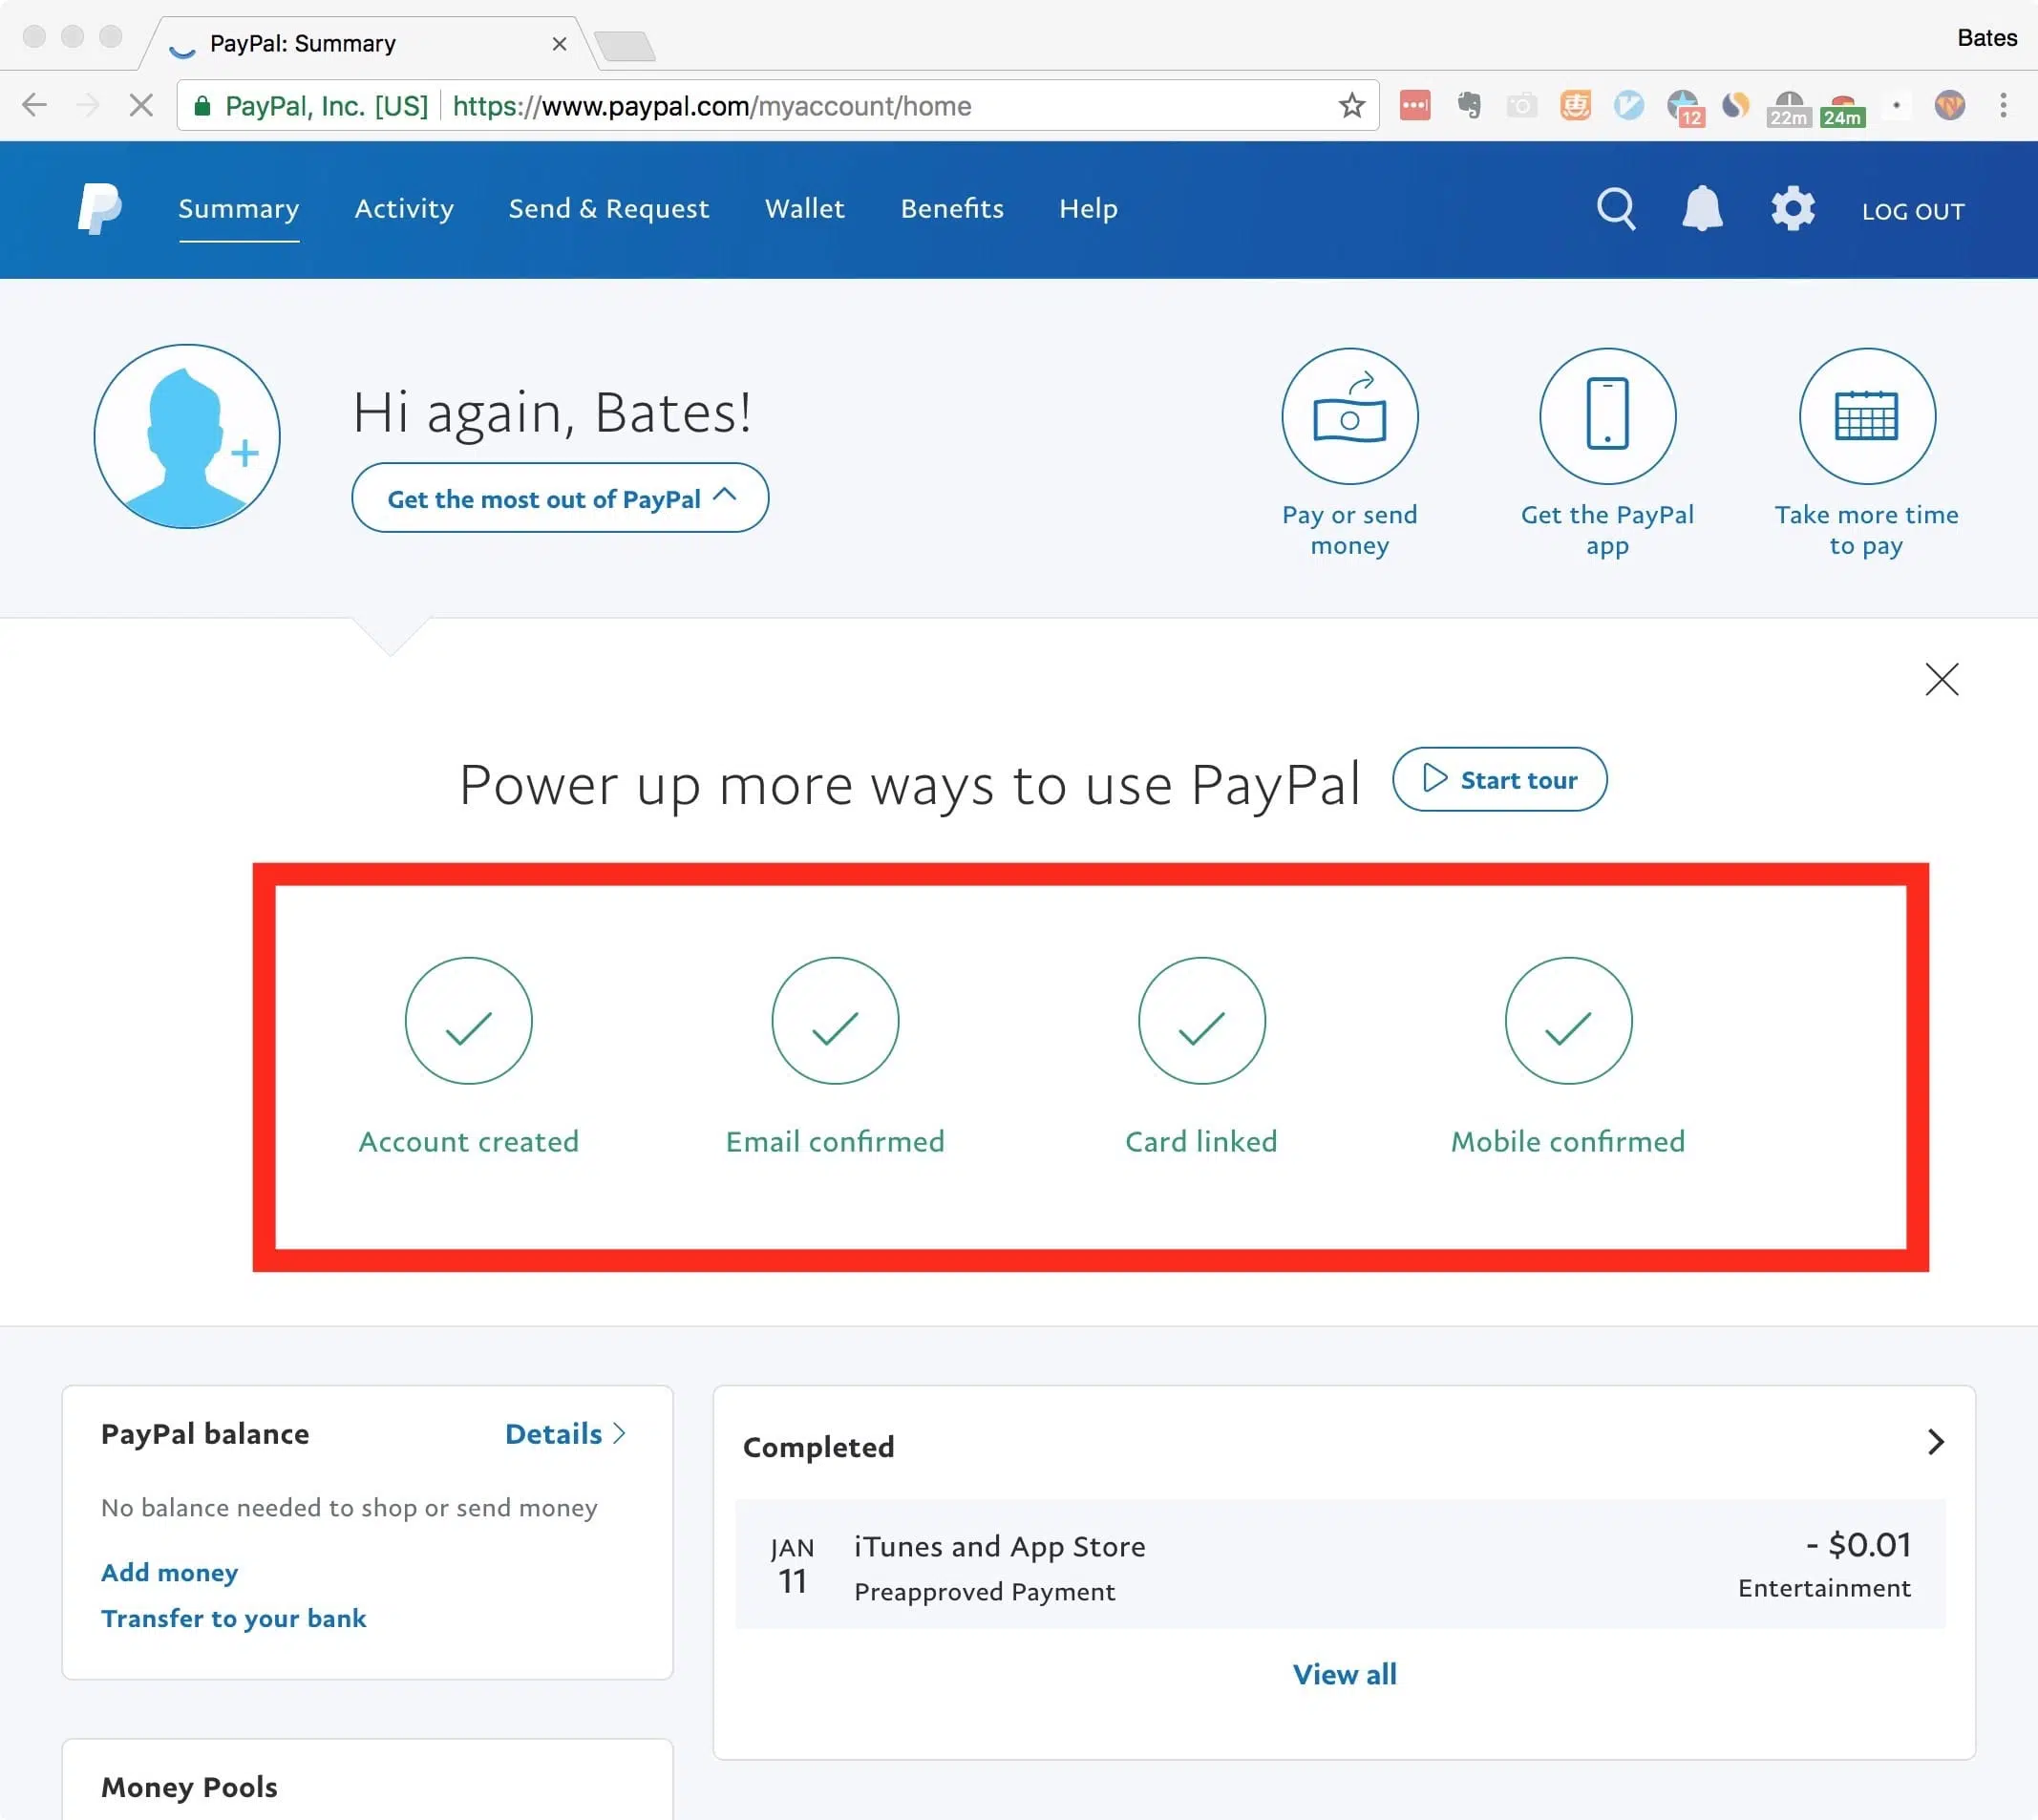 PayPal: Summary
Bates
PayPal, Inc. [US]
https://www.paypal.com/myaccount/home
12
22m
24m
Summary
Activity
Send & Request
Wallet
Benefits
Help
LOG OUT
Hi again, Bates!
Get the most out of PayPal
Pay or send
money
Get the PayPal
app
Take more time
to pay
Power up more ways to use PayPal
Start tour
Account created
Email confirmed
Card linked
Mobile confirmed
PayPal balance
Details
No balance needed to shop or send money
Add money
Transfer to your bank
Completed
JAN
11
iTunes and App Store
Preapproved Payment
- $0.01
Entertainment
View all
Money Pools